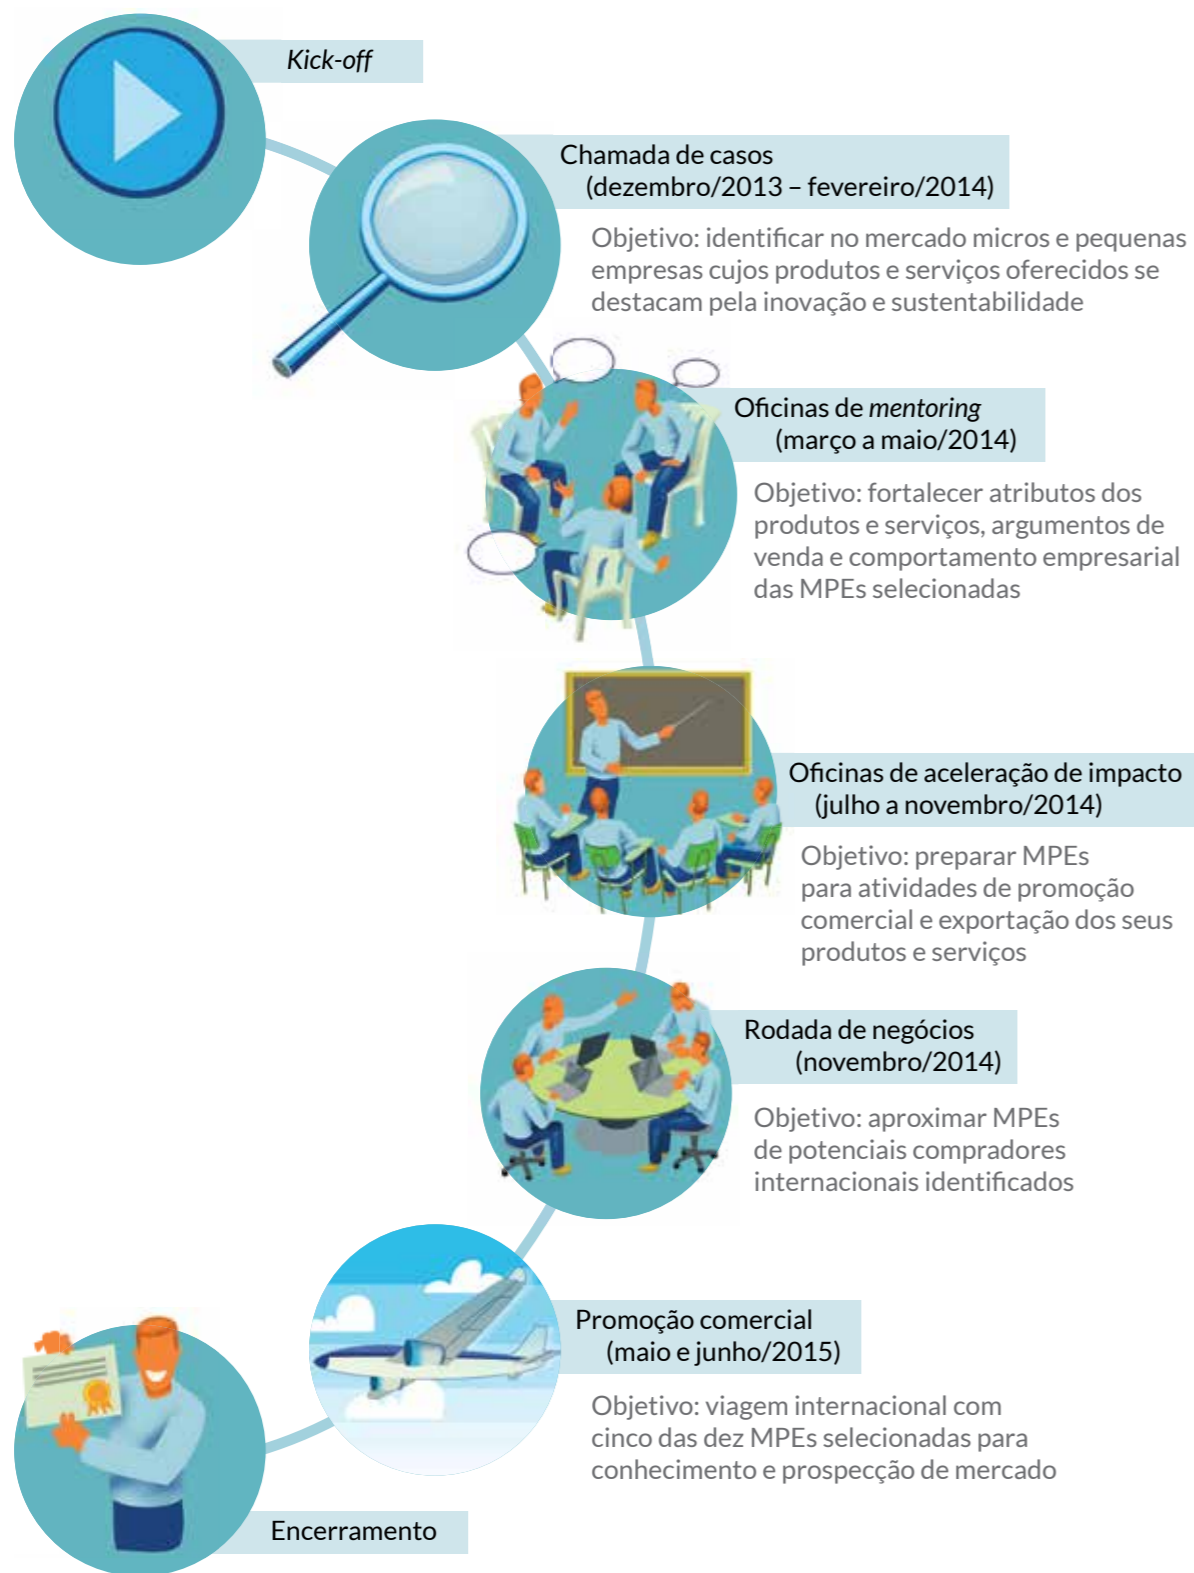 Kick-off
Chamada de casos
(dezembro/2013 – fevereiro/2014)
Objetivo: identificar no mercado micros e pequenas
empresas cujos produtos e serviços oferecidos se
destacam pela inovação e sustentabilidade
Oficinas de mentoring
(março a maio/2014)
Objetivo: fortalecer atributos dos
produtos e serviços, argumentos de
venda e comportamento empresarial
das MPEs selecionadas
Oficinas de aceleração de impacto
(julho a novembro/2014)
Objetivo: preparar MPEs
para atividades de promoção
comercial e exportação dos seus
produtos e serviços
Rodada de negócios
(novembro/2014)
Objetivo: aproximar MPEs
de potenciais compradores
internacionais identificados
Promoção comercial
(maio e junho/2015)
Objetivo: viagem internacional com
cinco das dez MPEs selecionadas para
conhecimento e prospecção de mercado
Encerramento